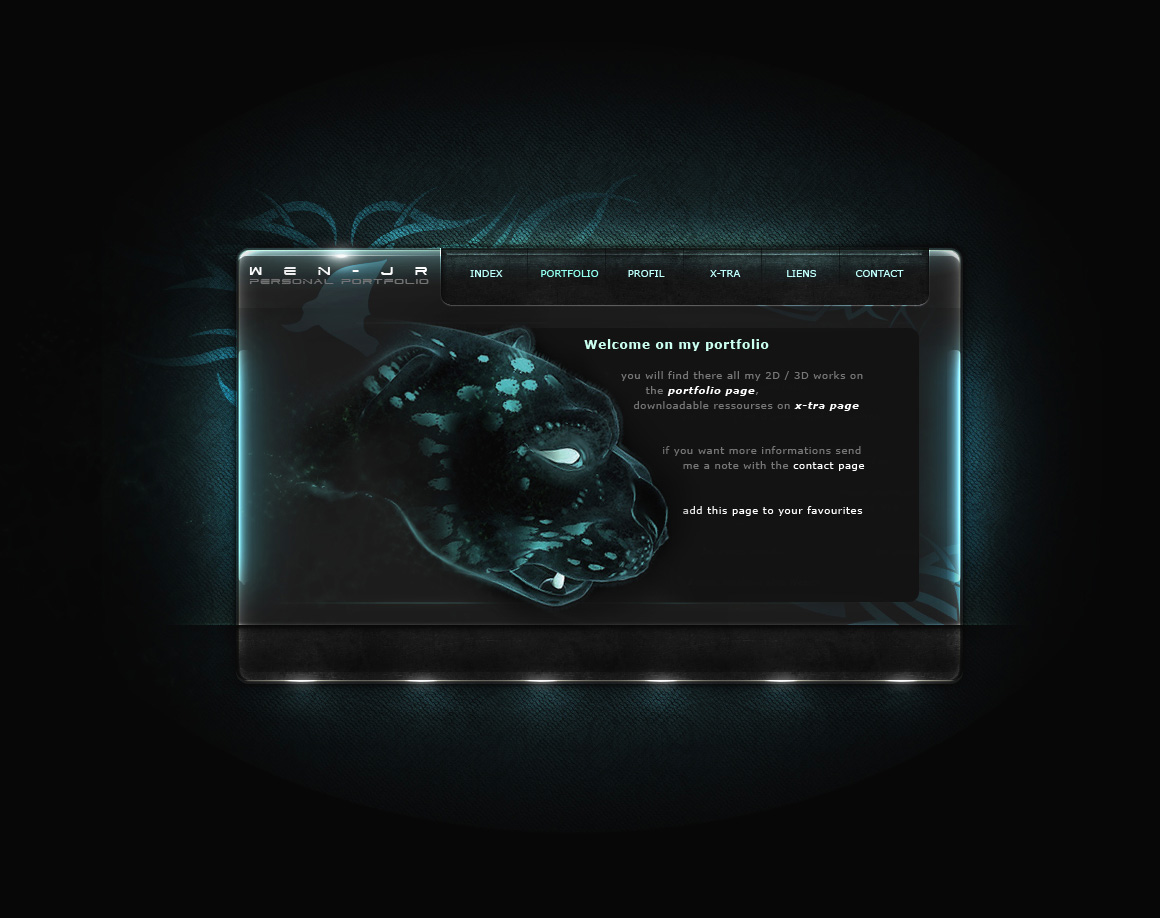 WEN-JR
PERSONAL PORTFOLIO
INDEX PORTFOLIO PROFIL X-TRA LIENS CONTACT
Welcome on my portfolio
you will find there all my 2D / 3D works on
the portfolio page,
downloadable ressourses on x-tra page
if you want more informations send
me a note with the contact page
add this page to your favourites